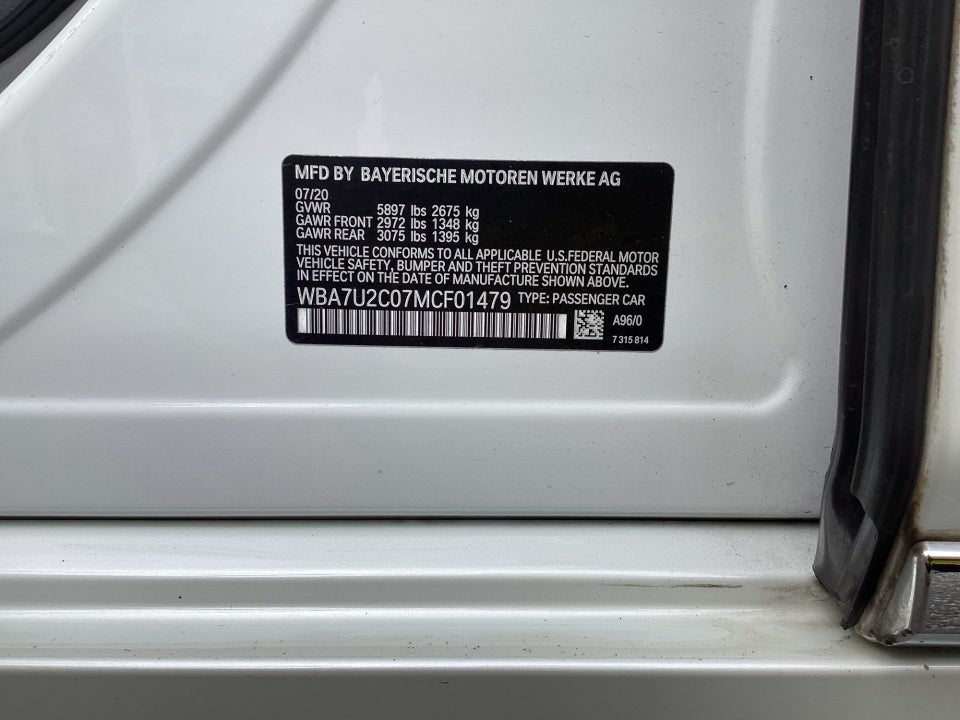 MFD BY BAYERISCHE MOTOREN WERKE AG
07/20
GVWR 5897 lbs 2675 kg
GAWR FRONT 2972 lbs 1348 kg
GAWR REAR 3075 lbs 1395 kg
THIS VEHICLE CONFORMS TO ALL APPLICABLE U.S.FEDERAL MOTOR
VEHICLE SAFETY, BUMPER AND THEFT PREVENTION STANDARDS
IN EFFECT ON THE DATE OF MANUFACTURE SHOWN ABOVE.
WBA7U2C07MCF01479 TYPE: PASSENGER CAR
A96/0
7 315 814